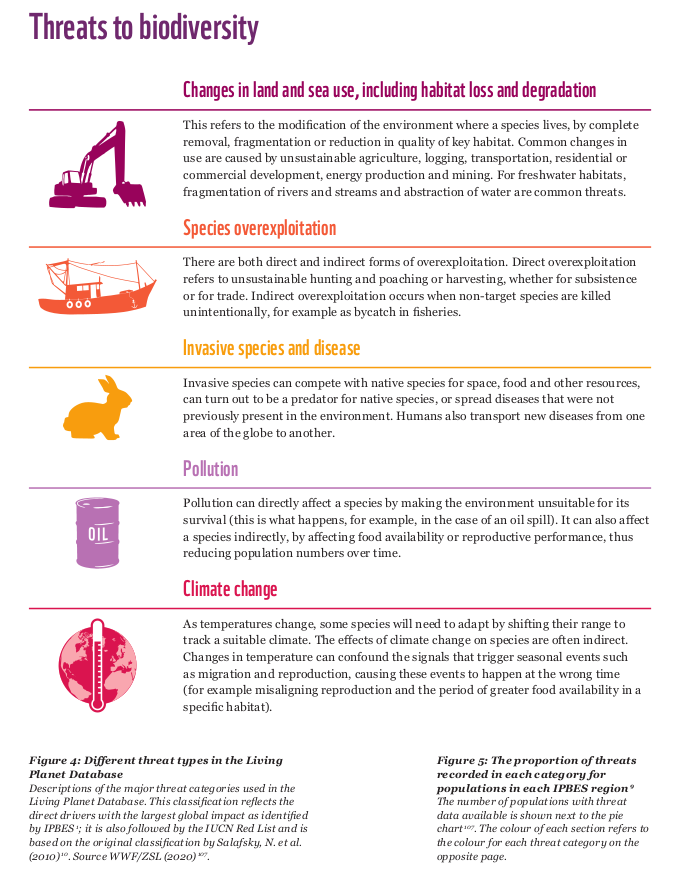 Threats to biodiversity
Changes in land and sea use, including habitat loss and degradation
This refers to the modification of the environment where a species lives, by complete
removal, fragmentation or reduction in quality of key habitat. Common changes in
use are caused by unsustainable agriculture, logging, transportation, residential or
commercial development, energy production and mining. For freshwater habitats,
fragmentation of rivers and streams and abstraction of water are common threats.
Species overexploitation
There are both direct and indirect forms of overexploitation. Direct overexploitation
refers to unsustainable hunting and poaching or harvesting, whether for subsistence
or for trade. Indirect overexploitation occurs when non-target species are killed
unintentionally, for example as bycatch in fisheries.
Invasive species and disease
Invasive species can compete with native species for space, food and other resources,
can turn out to be a predator for native species, or spread diseases that were not
previously present in the environment. Humans also transport new diseases from one
area of the globe to another.
Pollution
OIL
Pollution can directly affect a species by making the environment unsuitable for its
survival (this is what happens, for example, in the case of an oil spill). It can also affect
a species indirectly, by affecting food availability or reproductive performance, thus
reducing population numbers over time.
Climate change
As temperatures change, some species will need to adapt by shifting their range to
track a suitable climate. The effects of climate change on species are often indirect.
Changes in temperature can confound the signals that trigger seasonal events such
as migration and reproduction, causing these events to happen at the wrong time
(for example misaligning reproduction and the period of greater food availability in a
specific habitat).
Figure 4: Different threat types in the Living
Planet Database
Descriptions of the major threat categories used in the
Living Planet Database. This classification reflects the
direct drivers with the largest global impact as identified
by IPBES¹; it is also followed by the IUCN Red List and is
based on the original classification by Salafsky, N. et al.
(2010)¹⁰. Source WWF/ZSL (2020)¹⁰⁷.
Figure 5: The proportion of threats
recorded in each category for
populations in each IPBES region⁹
The number of populations with threat
data available is shown next to the pie
chart¹⁰⁷. The colour of each section refers to
the colour for each threat category on the
opposite page.